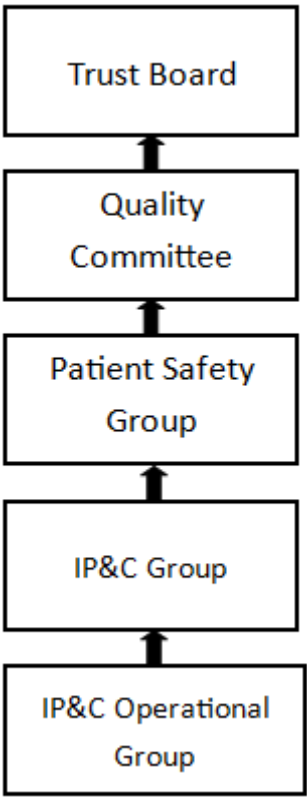 Trust Board
Quality
Committee
Patient Safety
Group
IP&C Group
IP&C Operational
Group